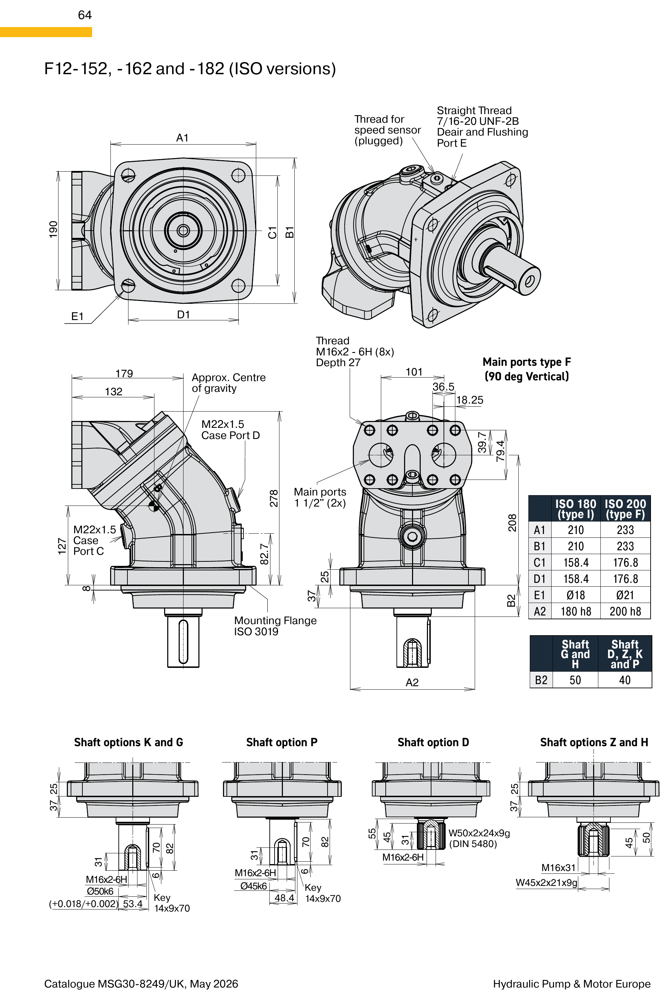 64
F12-152, -162 and -182 (ISO versions)
A1
190
C1
B1
E1
D1
Thread for
speed sensor
(plugged)
Straight Thread
7/16-20 UNF-2B
Deair and Flushing
Port E
179
132
Approx. Centre
of gravity
M22x1.5
Case Port D
278
M22x1.5
Case
Port C
127
82.7
8
Mounting Flange
ISO 3019
Thread
M16x2 - 6H (8x)
Depth 27
Main ports type F
(90 deg Vertical)
101
36.5
18.25
39.7
79.4
Main ports
1 1/2" (2x)
208
25
37
B2
A2
ISO 180 ISO 200
(type I) (type F)
A1 210 233
B1 210 233
C1 158.4 176.8
D1 158.4 176.8
E1 Ø18 Ø21
A2 180 h8 200 h8
Shaft Shaft
G and D, Z, K
H and P
B2 50 40
Shaft options K and G
25
37
31
70
82
6
M16x2-6H
Ø50k6
(+0.018/+0.002) 53.4
Key
14x9x70
Shaft option P
31
70
82
6
M16x2-6H
Ø45k6
48.4
Key
14x9x70
Shaft option D
55
45
31
W50x2x24x9g
(DIN 5480)
M16x2-6H
Shaft options Z and H
25
37
45
50
M16x31
W45x2x21x9g
Catalogue MSG30-8249/UK, May 2026
Hydraulic Pump & Motor Europe